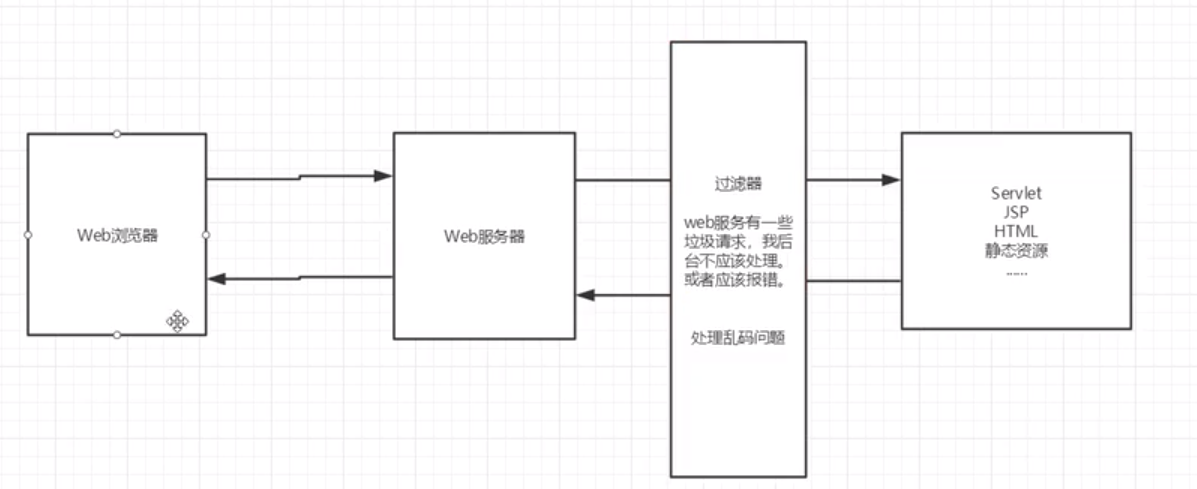 Web浏览器
Web服务器
过滤器
web服务有一些
垃圾请求，我后
台不应该处理。
或者应该报错。
处理乱码问题
Servlet
JSP
HTML
静态资源
……